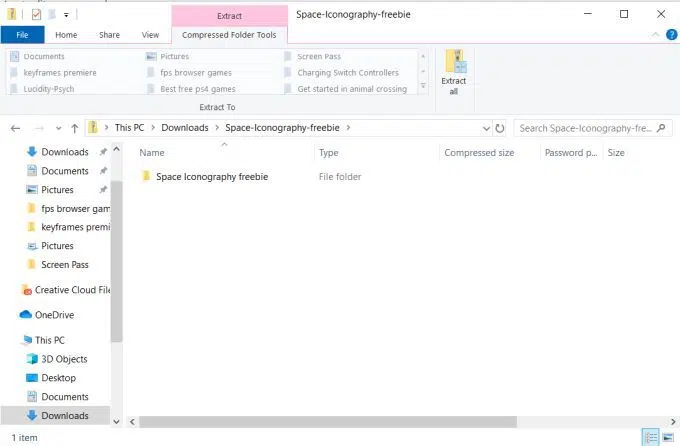 Extract
Space-Iconography-freebie
File
Home
Share
View
Compressed Folder Tools
Documents
Pictures
Screen Pass
keyframes premiere
fps browser games
Charging Switch Controllers
Lucidity-Psych
Best free ps4 games
Get started in animal crossing
Extract all
Extract To
This PC > Downloads > Space-Iconography-freebie >
Search Space-Iconography-fre...
Name
Type
Compressed size
Password p...
Size
Space Iconography freebie
File folder
Downloads
Documents
Pictures
fps browser gam
keyframes premi
Pictures
Screen Pass
Creative Cloud File
OneDrive
This PC
3D Objects
Desktop
Documents
Downloads
1 item